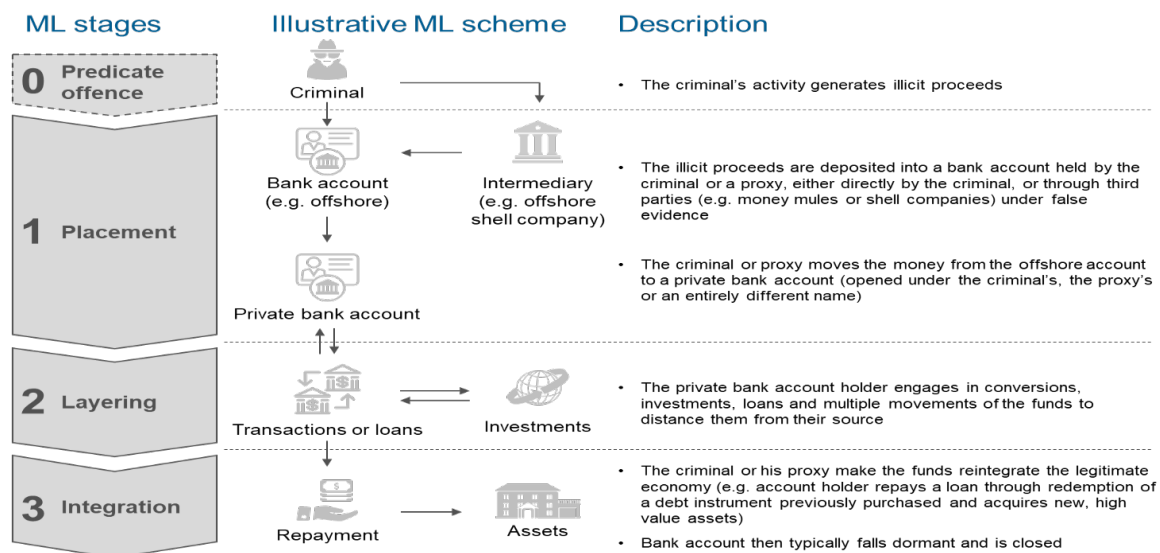 ML stages
Illustrative ML scheme
Description
0 Predicate
offence
Criminal
• The criminal's activity generates illicit proceeds
1 Placement
Bank account
(e.g. offshore)
Intermediary
(e.g. offshore
shell company)
• The illicit proceeds are deposited into a bank account held by the
criminal or a proxy, either directly by the criminal, or through third
parties (e.g. money mules or shell companies) under false
evidence
Private bank account
• The criminal or proxy moves the money from the offshore account
to a private bank account (opened under the criminal's, the proxy's
or an entirely different name)
2 Layering
$
$
Transactions or loans
Investments
• The private bank account holder engages in conversions,
investments, loans and multiple movements of the funds to
distance them from their source
3 Integration
$
Repayment
Assets
• The criminal or his proxy make the funds reintegrate the legitimate
economy (e.g. account holder repays a loan through redemption of
a debt instrument previously purchased and acquires new, high
value assets)
• Bank account then typically falls dormant and is closed